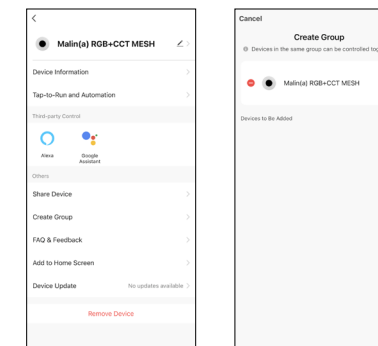 Malin(a) RGB+CCT MESH
Device Information
Tap-to-Run and Automation
Third-party Control
Alexa
Google
Assistant
Others
Share Device
Create Group
FAQ & Feedback
Add to Home Screen
Device Update No updates available
Remove Device
Cancel
Create Group
Devices in the same group can be controlled tog
Malin(a) RGB+CCT MESH
Devices to Be Added